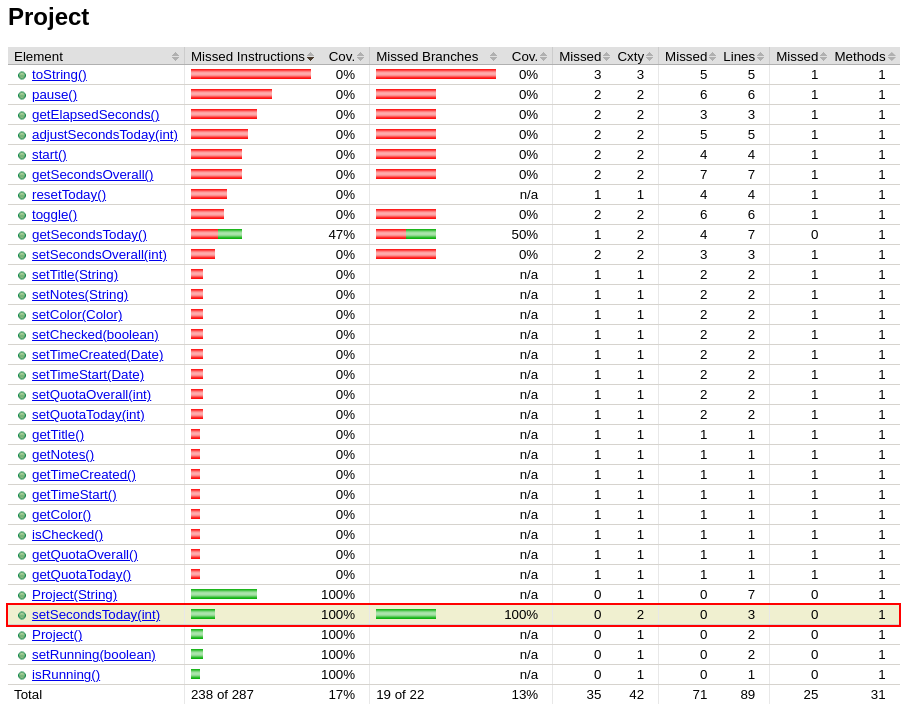 Project
Element Missed Instructions Cov. Missed Branches Cov. Missed Cxty Missed Lines Missed Methods
toString() 0% 0% 3 3 5 5 1 1
pause() 0% 0% 2 2 6 6 1 1
getElapsedSeconds() 0% 0% 2 2 3 3 1 1
adjustSecondsToday(int) 0% 0% 2 2 5 5 1 1
start() 0% 0% 2 2 4 4 1 1
getSecondsOverall() 0% 0% 2 2 7 7 1 1
resetToday() 0% n/a 1 1 4 4 1 1
toggle() 0% 0% 2 2 6 6 1 1
getSecondsToday() 47% 50% 1 2 4 7 0 1
setSecondsOverall(int) 0% 0% 2 2 3 3 1 1
setTitle(String) 0% n/a 1 1 2 2 1 1
setNotes(String) 0% n/a 1 1 2 2 1 1
setColor(Color) 0% n/a 1 1 2 2 1 1
setChecked(boolean) 0% n/a 1 1 2 2 1 1
setTimeCreated(Date) 0% n/a 1 1 2 2 1 1
setTimeStart(Date) 0% n/a 1 1 2 2 1 1
setQuotaOverall(int) 0% n/a 1 1 2 2 1 1
setQuotaToday(int) 0% n/a 1 1 2 2 1 1
getTitle() 0% n/a 1 1 1 1 1 1
getNotes() 0% n/a 1 1 1 1 1 1
getTimeCreated() 0% n/a 1 1 1 1 1 1
getTimeStart() 0% n/a 1 1 1 1 1 1
getColor() 0% n/a 1 1 1 1 1 1
isChecked() 0% n/a 1 1 1 1 1 1
getQuotaOverall() 0% n/a 1 1 1 1 1 1
getQuotaToday() 0% n/a 1 1 1 1 1 1
Project(String) 100% n/a 0 1 0 7 0 1
setSecondsToday(int) 100% 100% 0 2 0 3 0 1
Project() 100% n/a 0 1 0 2 0 1
setRunning(boolean) 100% n/a 0 1 0 2 0 1
isRunning() 100% n/a 0 1 0 1 0 1
Total 238 of 287 17% 19 of 22 13% 35 42 71 89 25 31